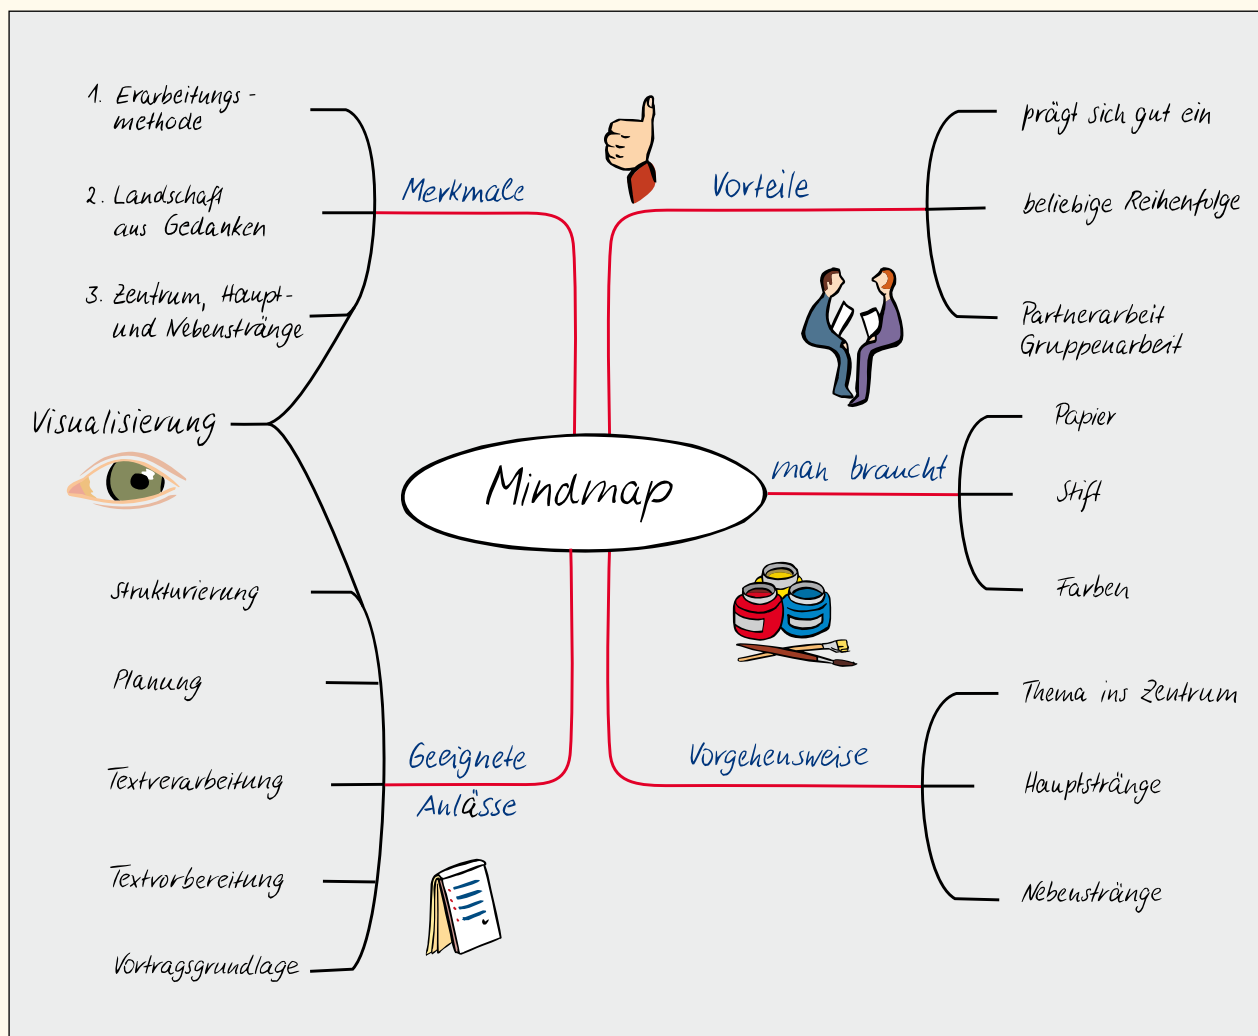 1. Erarbeitungs-
methode
2. Landschaft
aus Gedanken
3. Zentrum, Haupt-
und Nebenstränge
Merkmale
Visualisierung
Vorteile
prägt sich gut ein
beliebige Reihenfolge
Partnerarbeit
Gruppenarbeit
Mindmap
man braucht
Papier
Stift
Farben
Strukturierung
Planung
Textverarbeitung
Textvorbereitung
Vortragsgrundlage
Geeignete
Anlässe
Vorgehensweise
Thema ins Zentrum
Hauptstränge
Nebenstränge